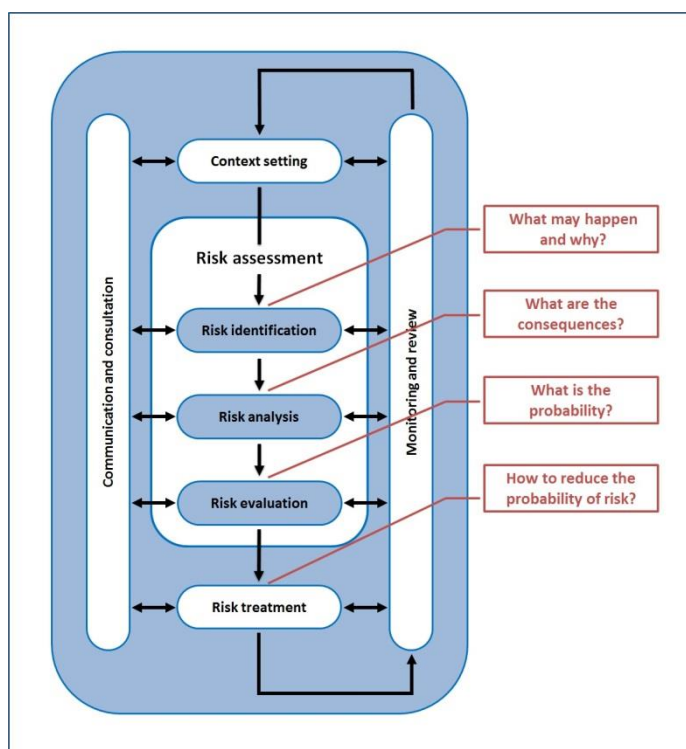 Context setting
What may happen
and why?
Risk assessment
Risk identification
What are the
consequences?
Communication and consultation
Monitoring and review
Risk analysis
What is the
probability?
Risk evaluation
How to reduce the
probability of risk?
Risk treatment